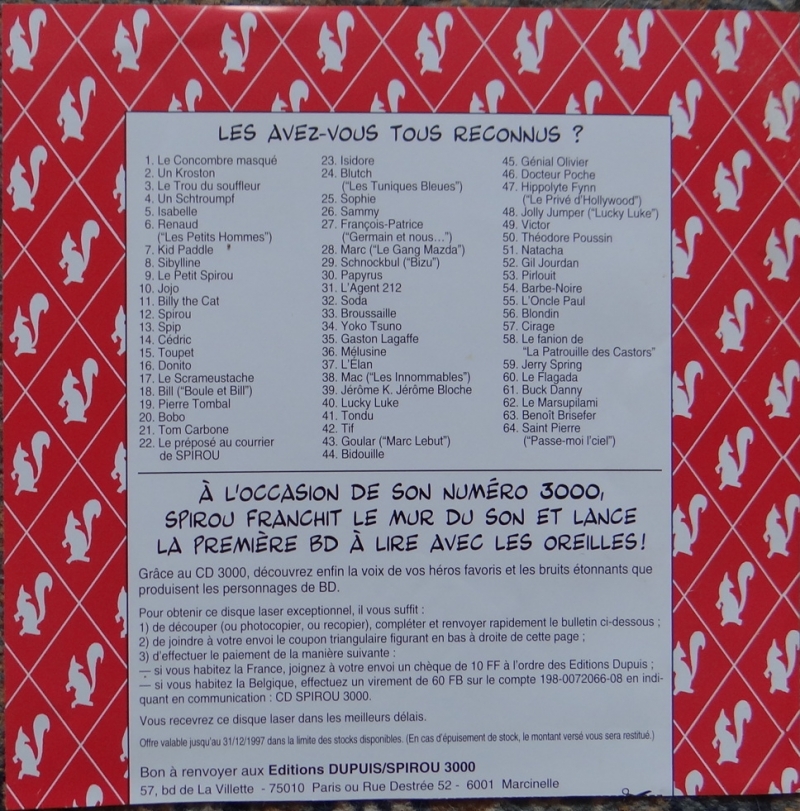 LES AVEZ-VOUS TOUS RECONNUS ?
1. Le Concombre masqué
2. Un Kroston
3. Le Trou du souffleur
4. Un Schtroumpf
5. Isabelle
6. Renaud
("Les Petits Hommes")
7. Kid Paddle
8. Sibylline
9. Le Petit Spirou
10. Jojo
11. Billy the Cat
12. Spirou
13. Spip
14. Cédric
15. Toupet
16. Donito
17. Le Scrameustache
18. Bill ("Boule et Bill")
19. Pierre Tombal
20. Bobo
21. Tom Carbone
22. Le préposé au courrier
de SPIROU
23. Isidore
24. Blutch
("Les Tuniques Bleues")
25. Sophie
26. Sammy
27. François-Patrice
("Germain et nous...")
28. Marc ("Le Gang Mazda")
29. Schnockbul ("Bizu")
30. Papyrus
31. L'Agent 212
32. Soda
33. Broussaille
34. Yoko Tsuno
35. Gaston Lagaffe
36. Mélusine
37. L'Élan
38. Mac ("Les Innommables")
39. Jérôme K. Jérôme Bloche
40. Lucky Luke
41. Tondu
42. Tif
43. Goular ("Marc Lebut")
44. Bidouille
45. Génial Olivier
46. Docteur Poche
47. Hippolyte Fynn
("Le Privé d'Hollywood")
48. Jolly Jumper ("Lucky Luke")
49. Victor
50. Théodore Poussin
51. Natacha
52. Gil Jourdan
53. Pirlouit
54. Barbe-Noire
55. L'Oncle Paul
56. Blondin
57. Cirage
58. Le fanion de
"La Patrouille des Castors"
59. Jerry Spring
60. Le Flagada
61. Buck Danny
62. Le Marsupilami
63. Benoît Brisefer
64. Saint Pierre
("Passe-moi l'ciel")
À L'OCCASION DE SON NUMÉRO 3000,
SPIROU FRANCHIT LE MUR DU SON ET LANCE
LA PREMIÈRE BD À LIRE AVEC LES OREILLES!
Grâce au CD 3000, découvrez enfin la voix de vos héros favoris et les bruits étonnants que
produisent les personnages de BD.
Pour obtenir ce disque laser exceptionnel, il vous suffit :
1) de découper (ou photocopier, ou recopier), compléter et renvoyer rapidement le bulletin ci-dessous ;
2) de joindre à votre envoi le coupon triangulaire figurant en bas à droite de cette page ;
3) d'effectuer le paiement de la manière suivante :
— si vous habitez la France, joignez à votre envoi un chèque de 10 FF à l'ordre des Editions Dupuis ;
— si vous habitez la Belgique, effectuez un virement de 60 FB sur le compte 198-0072066-08 en indi-
quant en communication : CD SPIROU 3000.
Vous recevrez ce disque laser dans les meilleurs délais.
Offre valable jusqu'au 31/12/1997 dans la limite des stocks disponibles. (En cas d'épuisement de stock, le montant versé vous sera restitué.)
Bon à renvoyer aux Editions DUPUIS/SPIROU 3000
57, bd de La Villette - 75010 Paris ou Rue Destrée 52 - 6001 Marcinelle